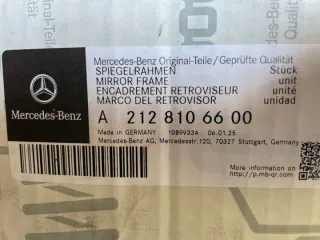 Mercedes-Benz Original-Teile/Geprüfte Qualität
SPIEGELRAHMEN Stück
MIRROR FRAME unit
ENCADREMENT RETROVISEUR unité
MARCO DEL RETROVISOR unidad
Mercedes-Benz
A 212 810 66 00
Made in GERMANY 10899334 06.01.25
Mercedes-Benz AG, Mercedesstr.120, 70327 Stuttgart, Germany
More information on
http://p.mb-qr.com